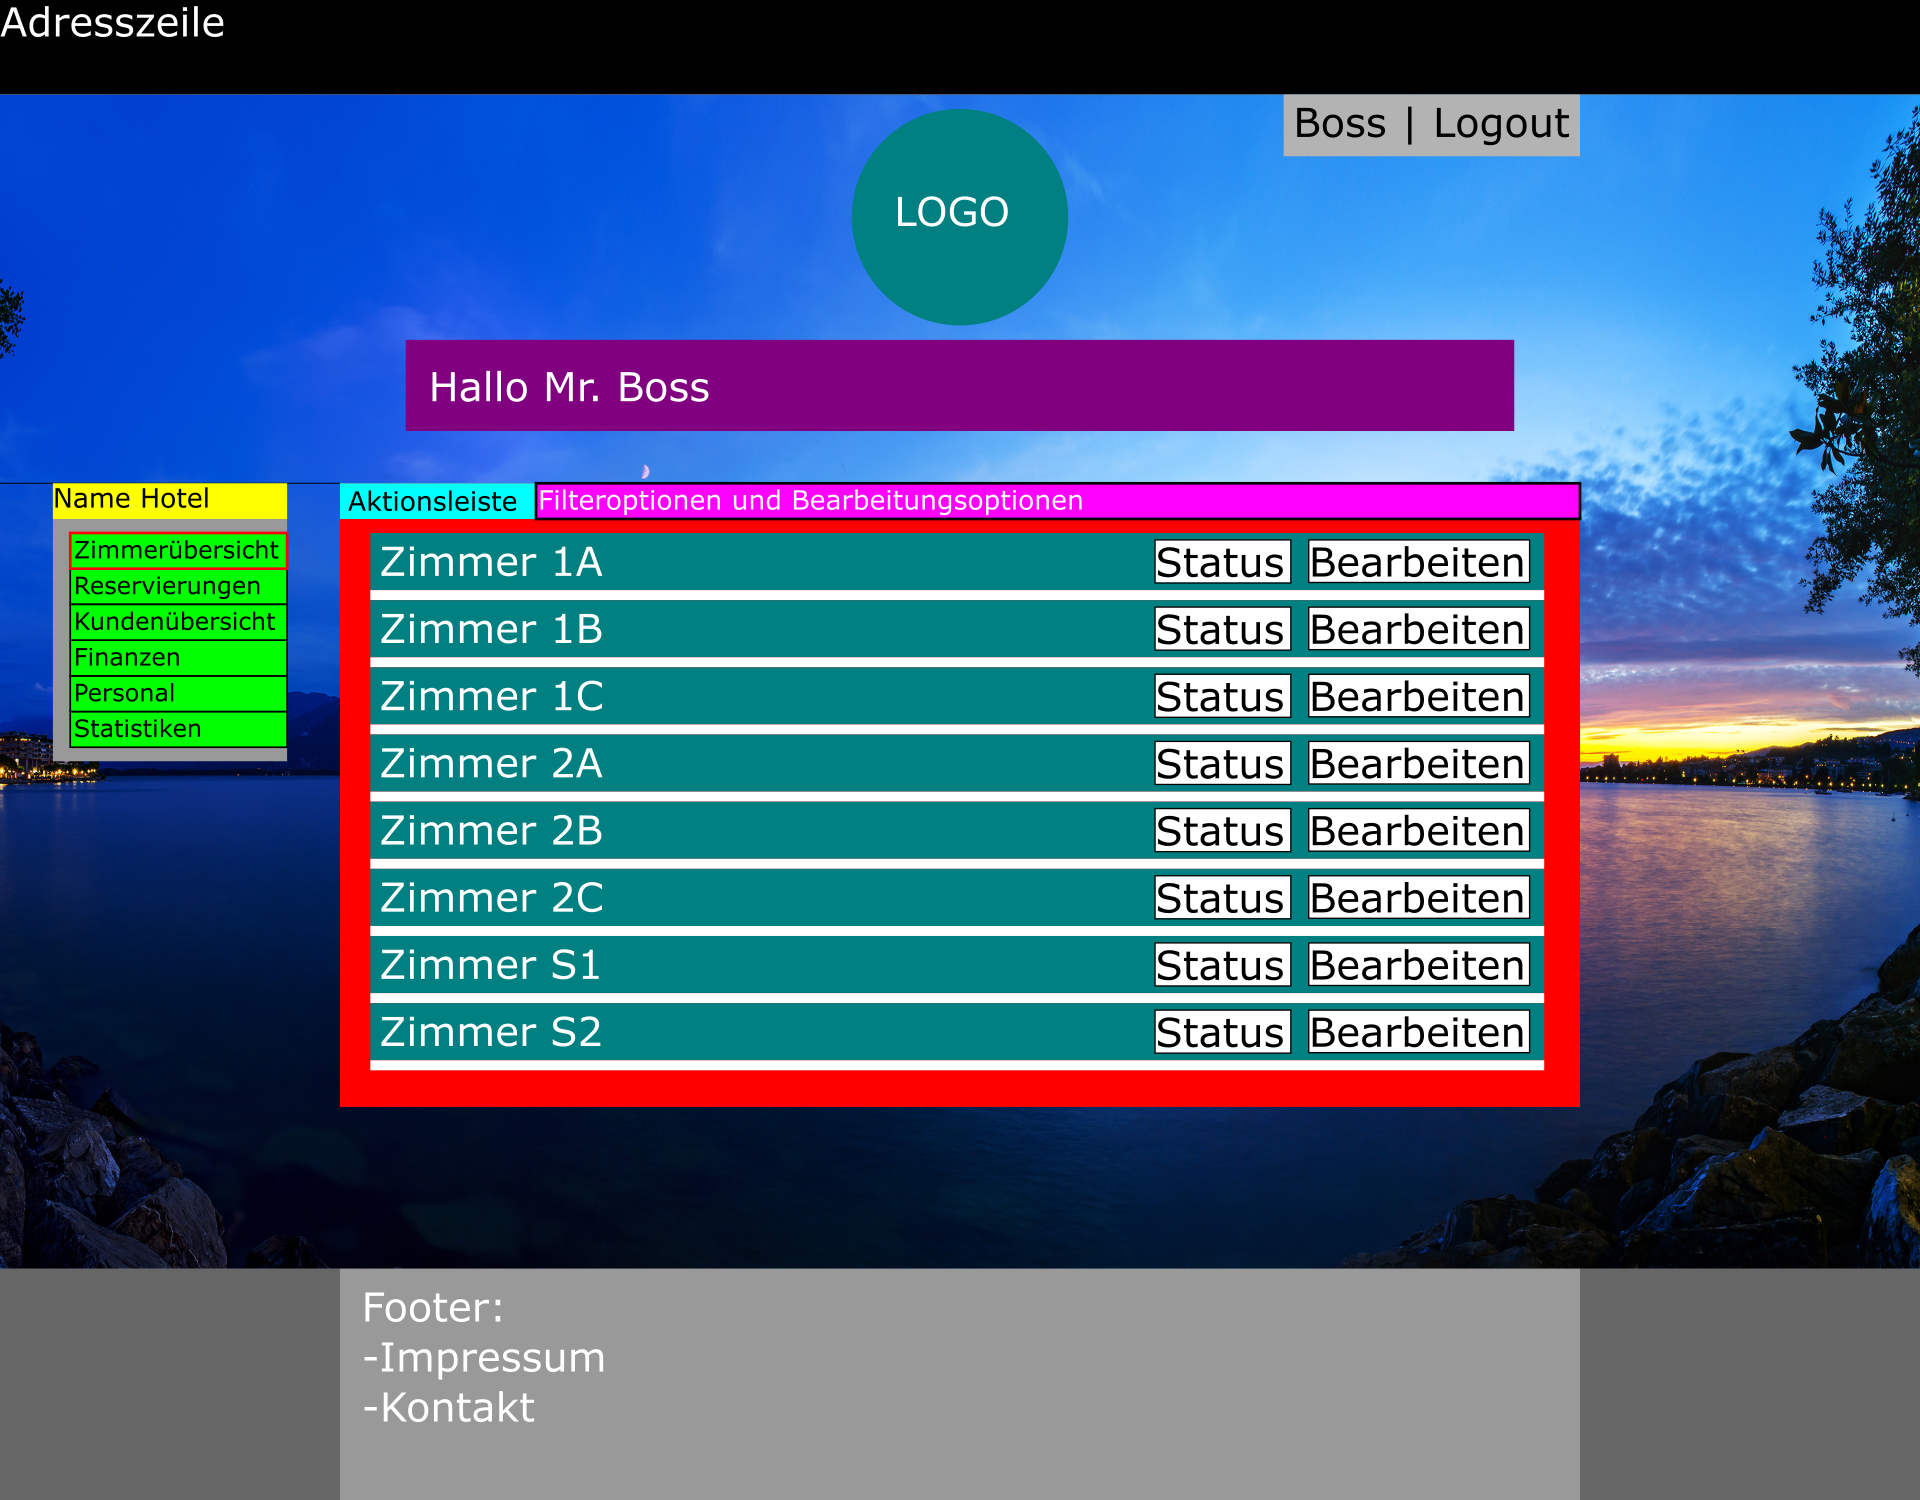 Adresszeile
Boss | Logout
LOGO
Hallo Mr. Boss
Name Hotel
Zimmerübersicht
Reservierungen
Kundenübersicht
Finanzen
Personal
Statistiken
Aktionsleiste
Filteroptionen und Bearbeitungsoptionen
Zimmer 1A Status Bearbeiten
Zimmer 1B Status Bearbeiten
Zimmer 1C Status Bearbeiten
Zimmer 2A Status Bearbeiten
Zimmer 2B Status Bearbeiten
Zimmer 2C Status Bearbeiten
Zimmer S1 Status Bearbeiten
Zimmer S2 Status Bearbeiten
Footer:
-Impressum
-Kontakt